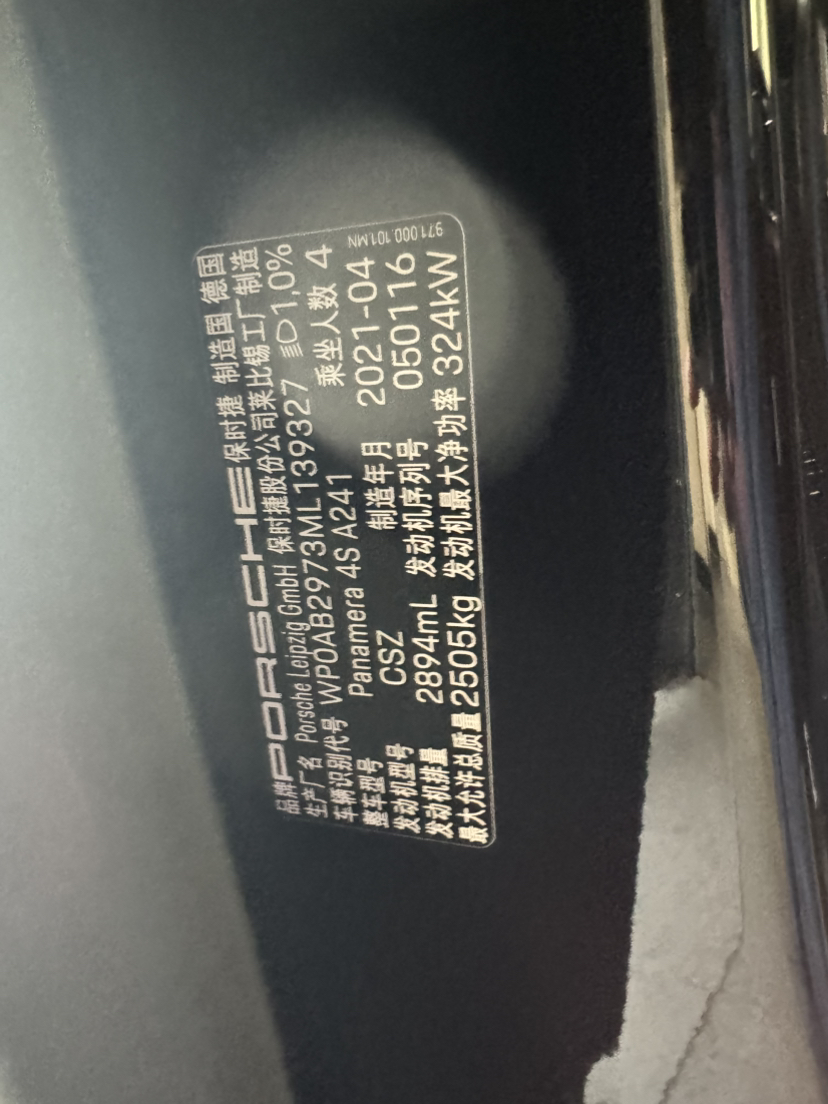 品牌 PORSCHE 保时捷 制造国 德国
生产厂名 Porsche Leipzig GmbH 保时捷股份公司莱比锡工厂制造
车辆识别代号 WP0AB2973ML139327 1,0%
整车型号 Panamera 4S A241 乘坐人数 4
发动机型号 CSZ 制造年月 2021-04
发动机排量 2894mL 发动机序列号 050116
最大允许总质量 2505kg 发动机最大净功率 324kW
971.000.101.MN